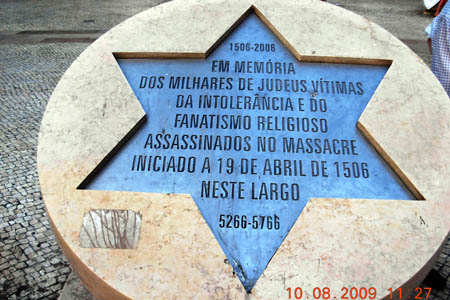 1506-2006
EM MEMÓRIA
DOS MILHARES DE JUDEUS VÍTIMAS
DA INTOLERÂNCIA E DO
FANATISMO RELIGIOSO
ASSASSINADOS NO MASSACRE
INICIADO A 19 DE ABRIL DE 1506
NESTE LARGO
5266-5766
10.08.2009 11:27